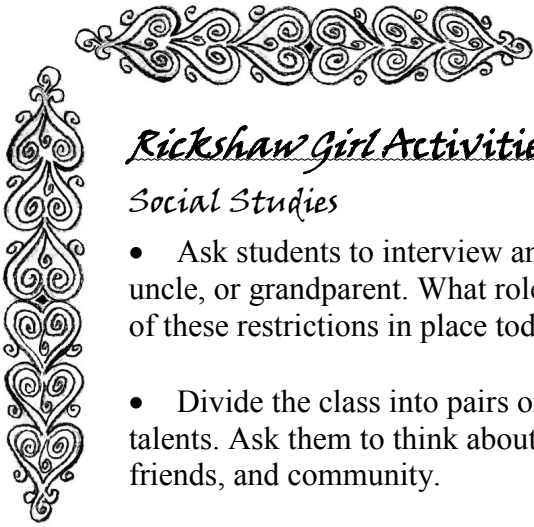 Rickshaw Girl Activitie
Social Studies
• Ask students to interview an
uncle, or grandparent. What role
of these restrictions in place tod
• Divide the class into pairs or
talents. Ask them to think about
friends, and community.